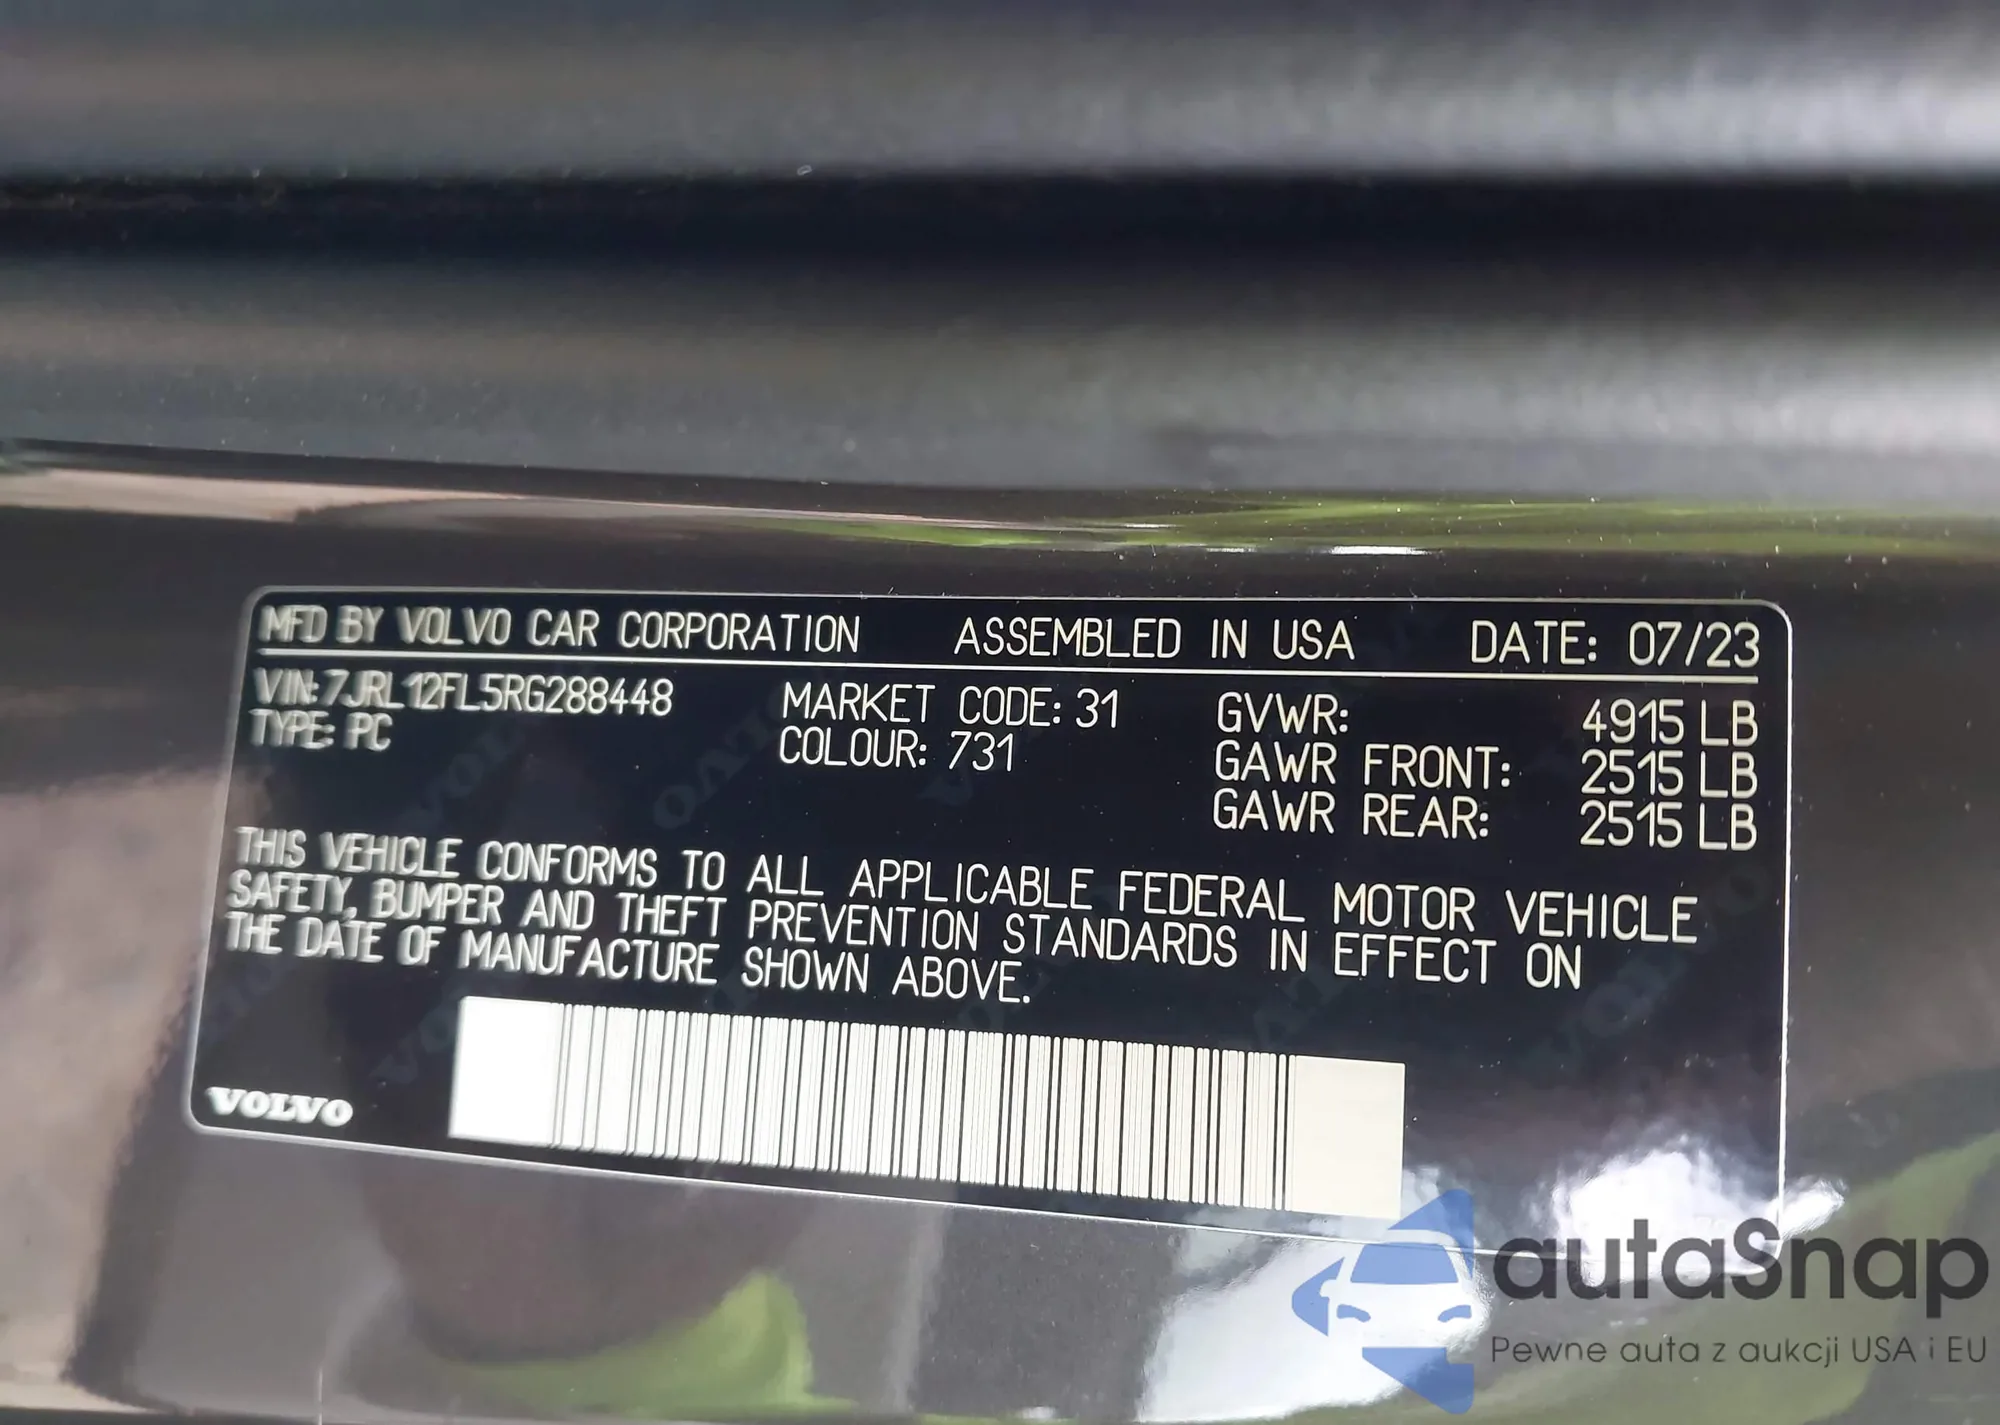 MFD BY VOLVO CAR CORPORATION ASSEMBLED IN USA DATE: 07/23
VIN:7JRL12FL5RG288448 MARKET CODE: 31 GVWR: 4915 LB
TYPE: PC COLOUR: 731 GAWR FRONT: 2515 LB
GAWR REAR: 2515 LB
THIS VEHICLE CONFORMS TO ALL APPLICABLE FEDERAL MOTOR VEHICLE
SAFETY, BUMPER AND THEFT PREVENTION STANDARDS IN EFFECT ON
THE DATE OF MANUFACTURE SHOWN ABOVE.
VOLVO
autaSnap
Pewne auta z aukcji USA i EU